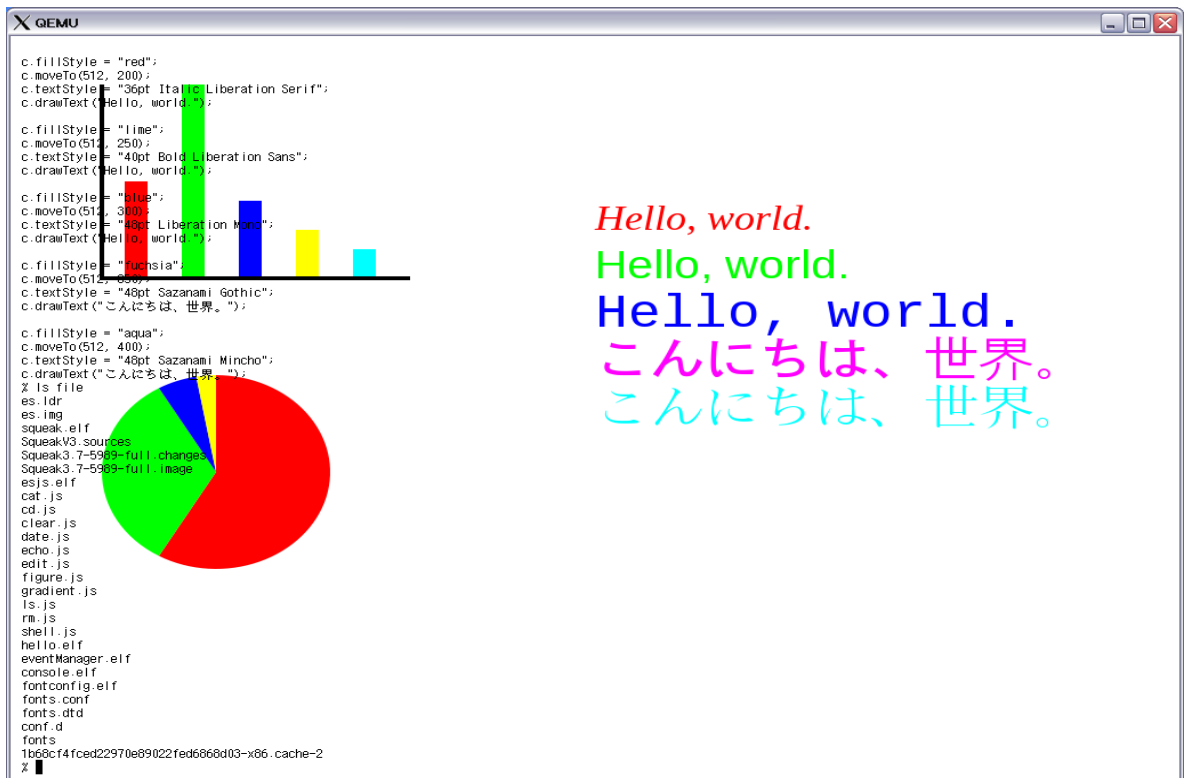 QEMU
c.fillStyle = "red";
c.moveTo(512, 200);
c.textStyle = "36pt Italic Liberation Serif";
c.drawText("Hello, world.");
c.fillStyle = "lime";
c.moveTo(512, 250);
c.textStyle = "40pt Bold Liberation Sans";
c.drawText("Hello, world.");
c.fillStyle = "blue";
c.moveTo(512, 300);
c.textStyle = "48pt Liberation Mono";
c.drawText("Hello, world.");
c.fillStyle = "fuchsia";
c.moveTo(512, 350);
c.textStyle = "48pt Sazanami Gothic";
c.drawText("こんにちは、世界。");
c.fillStyle = "aqua";
c.moveTo(512, 400);
c.textStyle = "48pt Sazanami Mincho";
c.drawText("こんにちは、世界。");
% ls file
es.ldr
es.img
squeak.elf
SqueakV3.sources
Squeak3.7-5989-full.changes
Squeak3.7-5989-full.image
esjs.elf
cat.js
cd.js
clear.js
date.js
echo.js
edit.js
figure.js
gradient.js
ls.js
rm.js
shell.js
hello.elf
eventManager.elf
console.elf
fontconfig.elf
fonts.conf
fonts.dtd
conf.d
fonts
1b68cf4fced22970e89022fed6868d03-x86.cache-2
%
Hello, world.
Hello, world.
Hello, world.
こんにちは、世界。
こんにちは、世界。